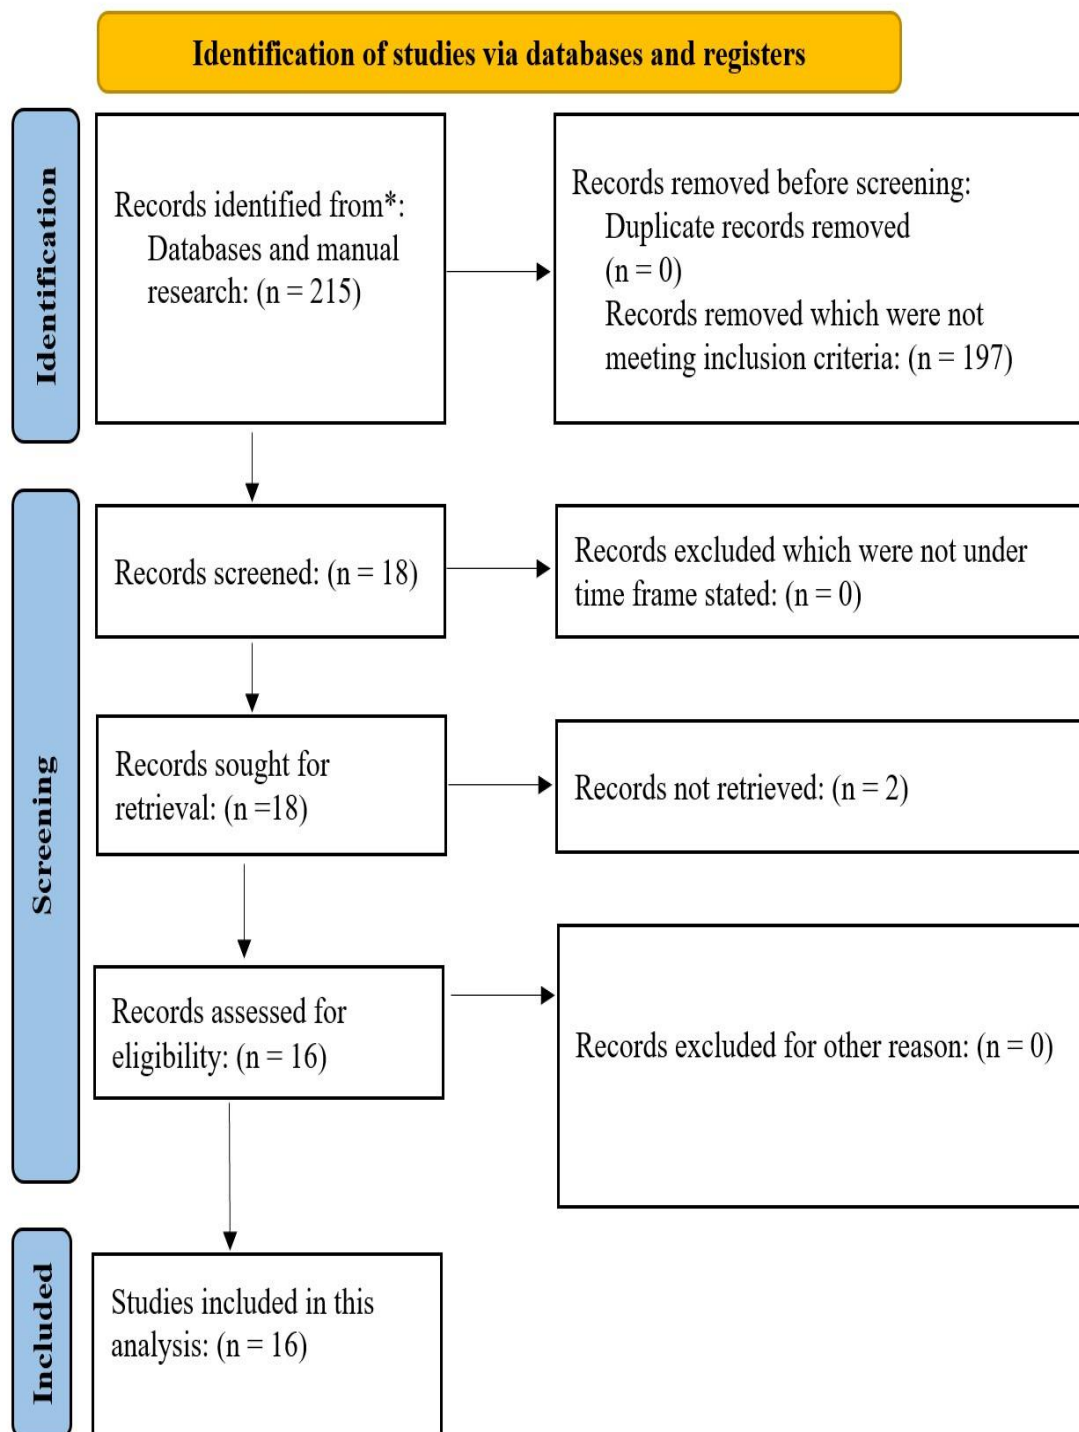 Identification of studies via databases and registers
Identification
Records identified from*:
Databases and manual
research: (n = 215)
Records removed before screening:
Duplicate records removed
(n = 0)
Records removed which were not
meeting inclusion criteria: (n = 197)
Screening
Records screened: (n = 18)
Records excluded which were not under
time frame stated: (n = 0)
Records sought for
retrieval: (n =18)
Records not retrieved: (n = 2)
Records assessed for
eligibility: (n = 16)
Records excluded for other reason: (n = 0)
Included
Studies included in this
analysis: (n = 16)